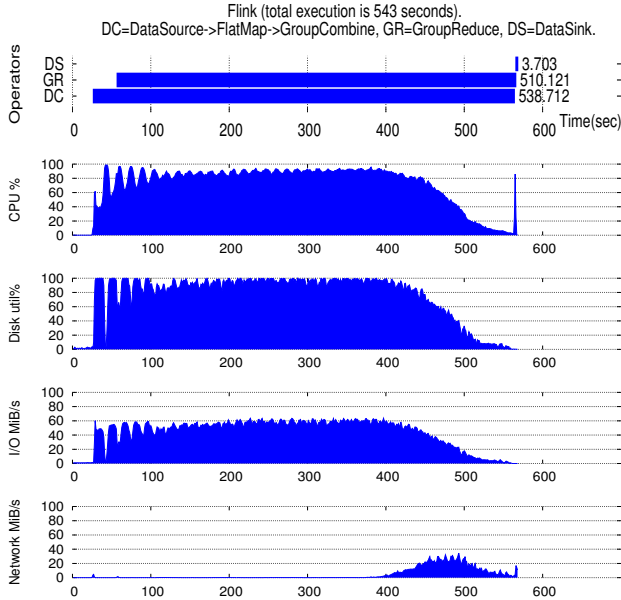 Flink (total execution is 543 seconds).
DC=DataSource->FlatMap->GroupCombine, GR=GroupReduce, DS=DataSink.
Operators
DS 3.703
GR 510.121
DC 538.712
0 100 200 300 400 500 600 Time(sec)
CPU %
100
80
60
40
20
0
0 100 200 300 400 500 600
Disk util%
100
80
60
40
20
0
0 100 200 300 400 500 600
I/O MiB/s
100
80
60
40
20
0
0 100 200 300 400 500 600
Network MiB/s
100
80
60
40
20
0
0 100 200 300 400 500 600